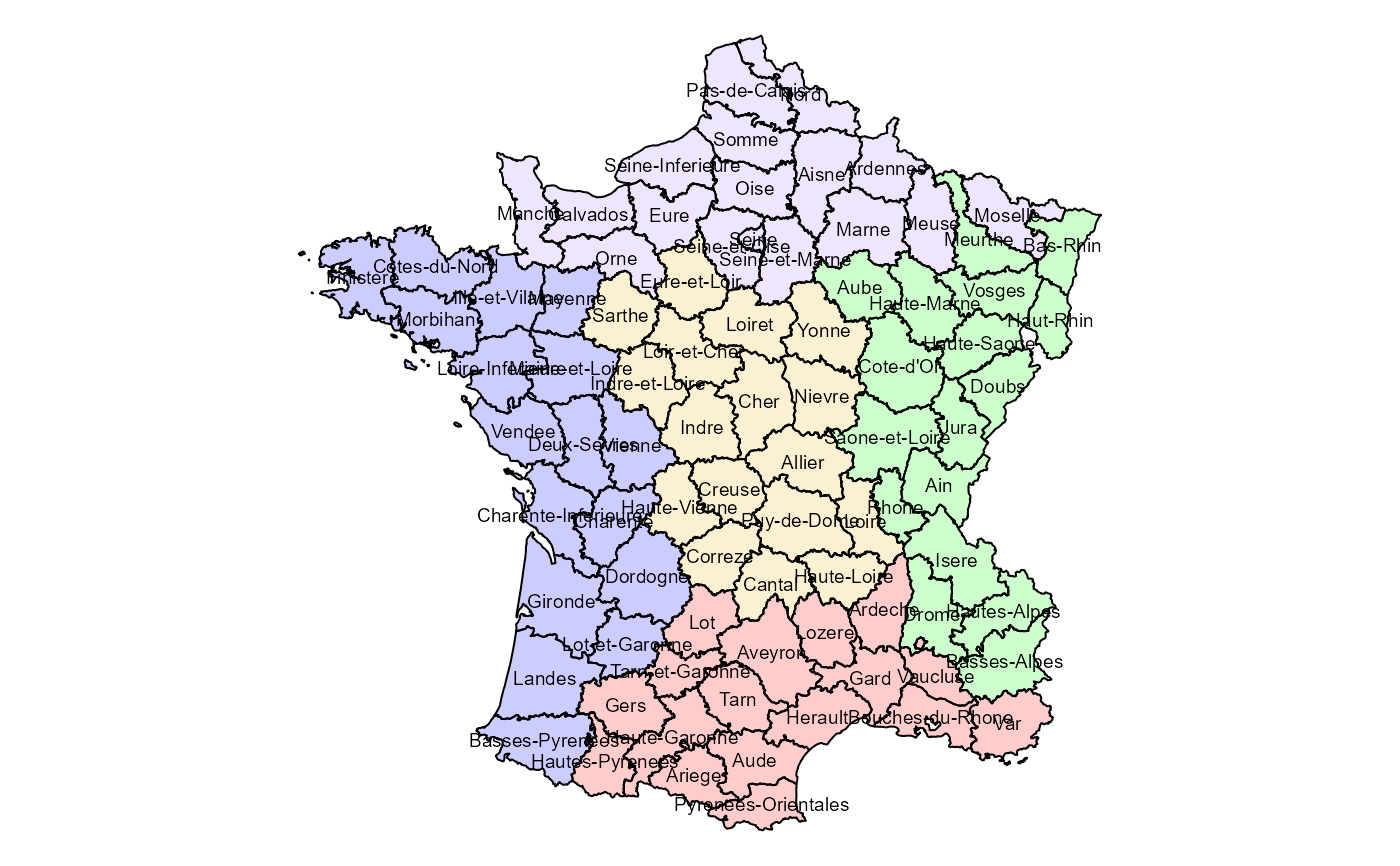 Pas-de-Calais
Nord
Somme
Seine-Inferieure
Aisne
Ardennes
Oise
Manche
Calvados
Eure
Meuse
Moselle
Marne
Seine
Seine-et-Oise
Meurthe
Bas-Rhin
Orne
Seine-et-Marne
Cotes-du-Nord
Finistere
Eure-et-Loir
Aube
Vosges
Ille-et-Vilaine
Mayenne
Haute-Marne
Morbihan
Sarthe
Loiret
Yonne
Haut-Rhin
Haute-Saone
Loir-et-Cher
Loire-Inferieure
Maine-et-Loire
Cote-d'Or
Indre-et-Loire
Doubs
Cher
Nievre
Vendee
Indre
Jura
Deux-Sevres
Vienne
Saone-et-Loire
Allier
Creuse
Ain
Haute-Vienne
Rhone
Charente-Inferieure
Charente
Puy-de-Dome
Loire
Correze
Isere
Dordogne
Cantal
Haute-Loire
Gironde
Ardeche
Drome
Hautes-Alpes
Lot
Lozere
Lot-et-Garonne
Aveyron
Basses-Alpes
Tarn-et-Garonne
Landes
Gard
Vaucluse
Gers
Tarn
Herault
Bouches-du-Rhone
Var
Basses-Pyrenees
Haute-Garonne
Hautes-Pyrenees
Aude
Ariege
Pyrenees-Orientales